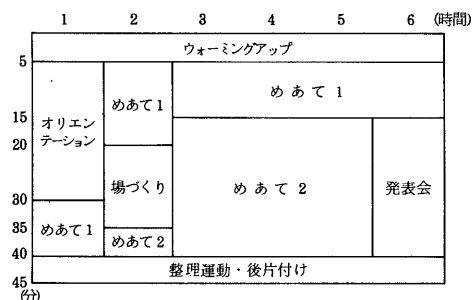 1 2 3 4 5 6 (時間)
ウォーミングアップ
5
めあて1
めあて1
15
オリエン
テーション
20
場づくり
めあて2
発表会
30
めあて1
35
めあて2
40
整理運動・後片付け
45
(分)